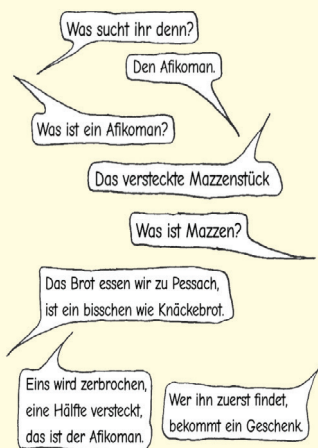 Was sucht ihr denn?
Den Afikoman.
Was ist ein Afikoman?
Das versteckte Mazzenstück
Was ist Mazzen?
Das Brot essen wir zu Pessach,
ist ein bisschen wie Knäckebrot.
Eins wird zerbrochen,
eine Hälfte versteckt,
das ist der Afikoman.
Wer ihn zuerst findet,
bekommt ein Geschenk.